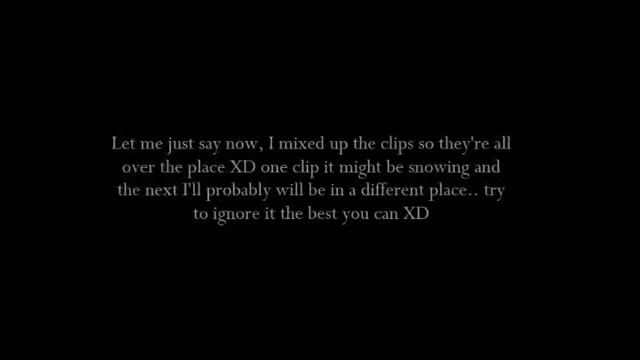 Let me just say now, I mixed up the clips so they're all
over the place XD one clip it might be snowing and
the next I'll probably will be in a different place.. try
to ignore it the best you can XD